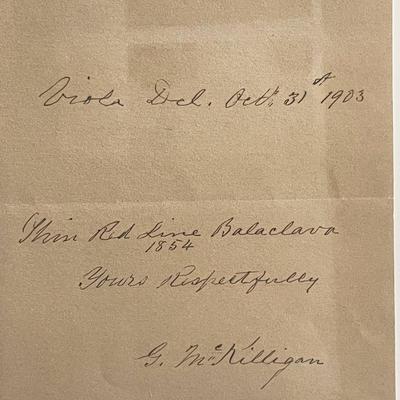 Viola Del. Oct. 31st 1903
Thin Red Line Balaclava
1854
Yours Respectfully
G. McKilligan